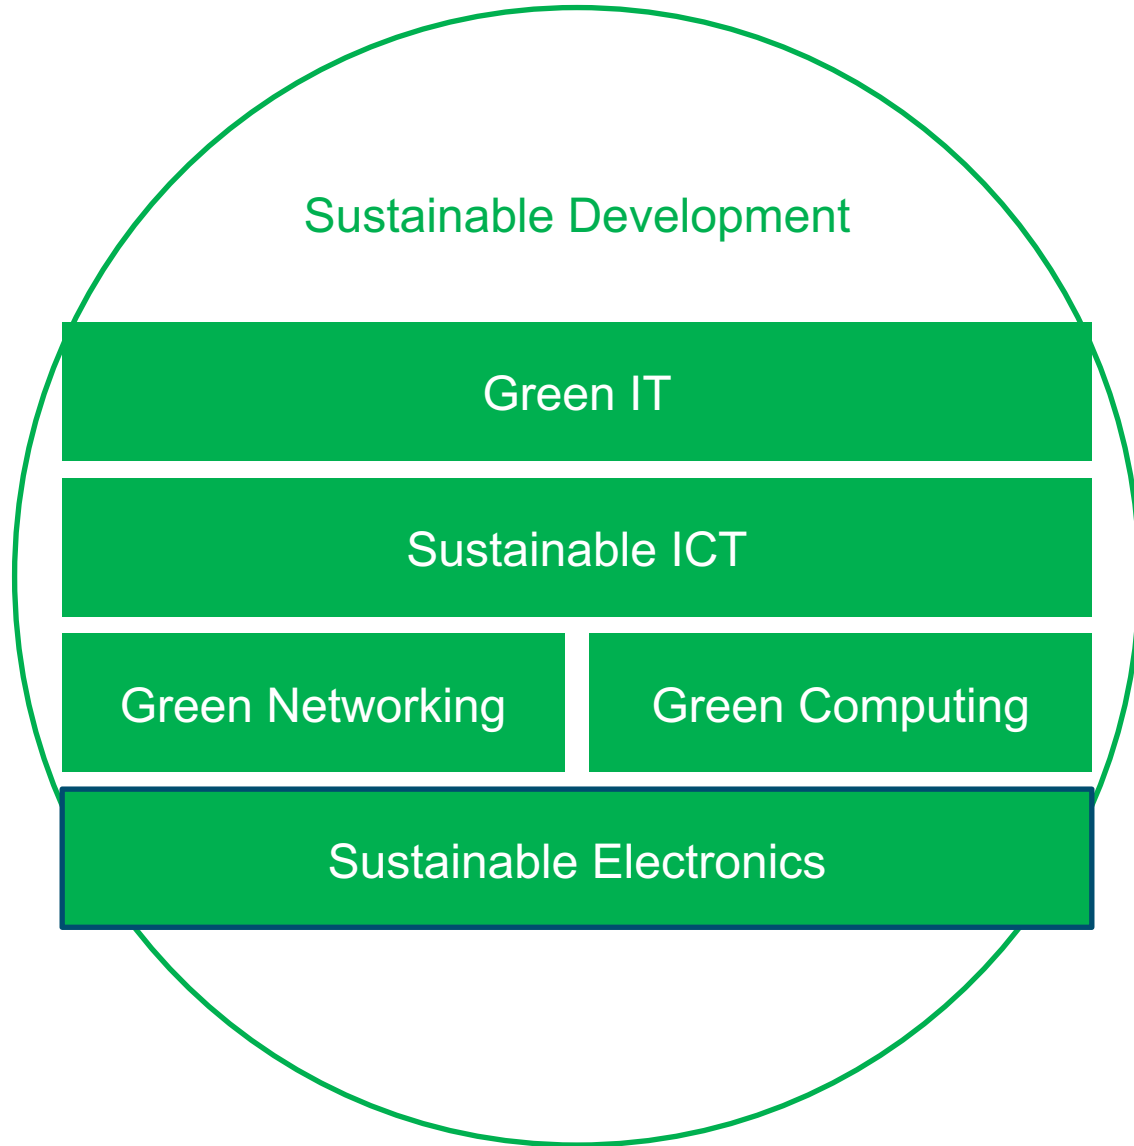 Sustainable Development
Green IT
Sustainable ICT
Green Networking
Green Computing
Sustainable Electronics